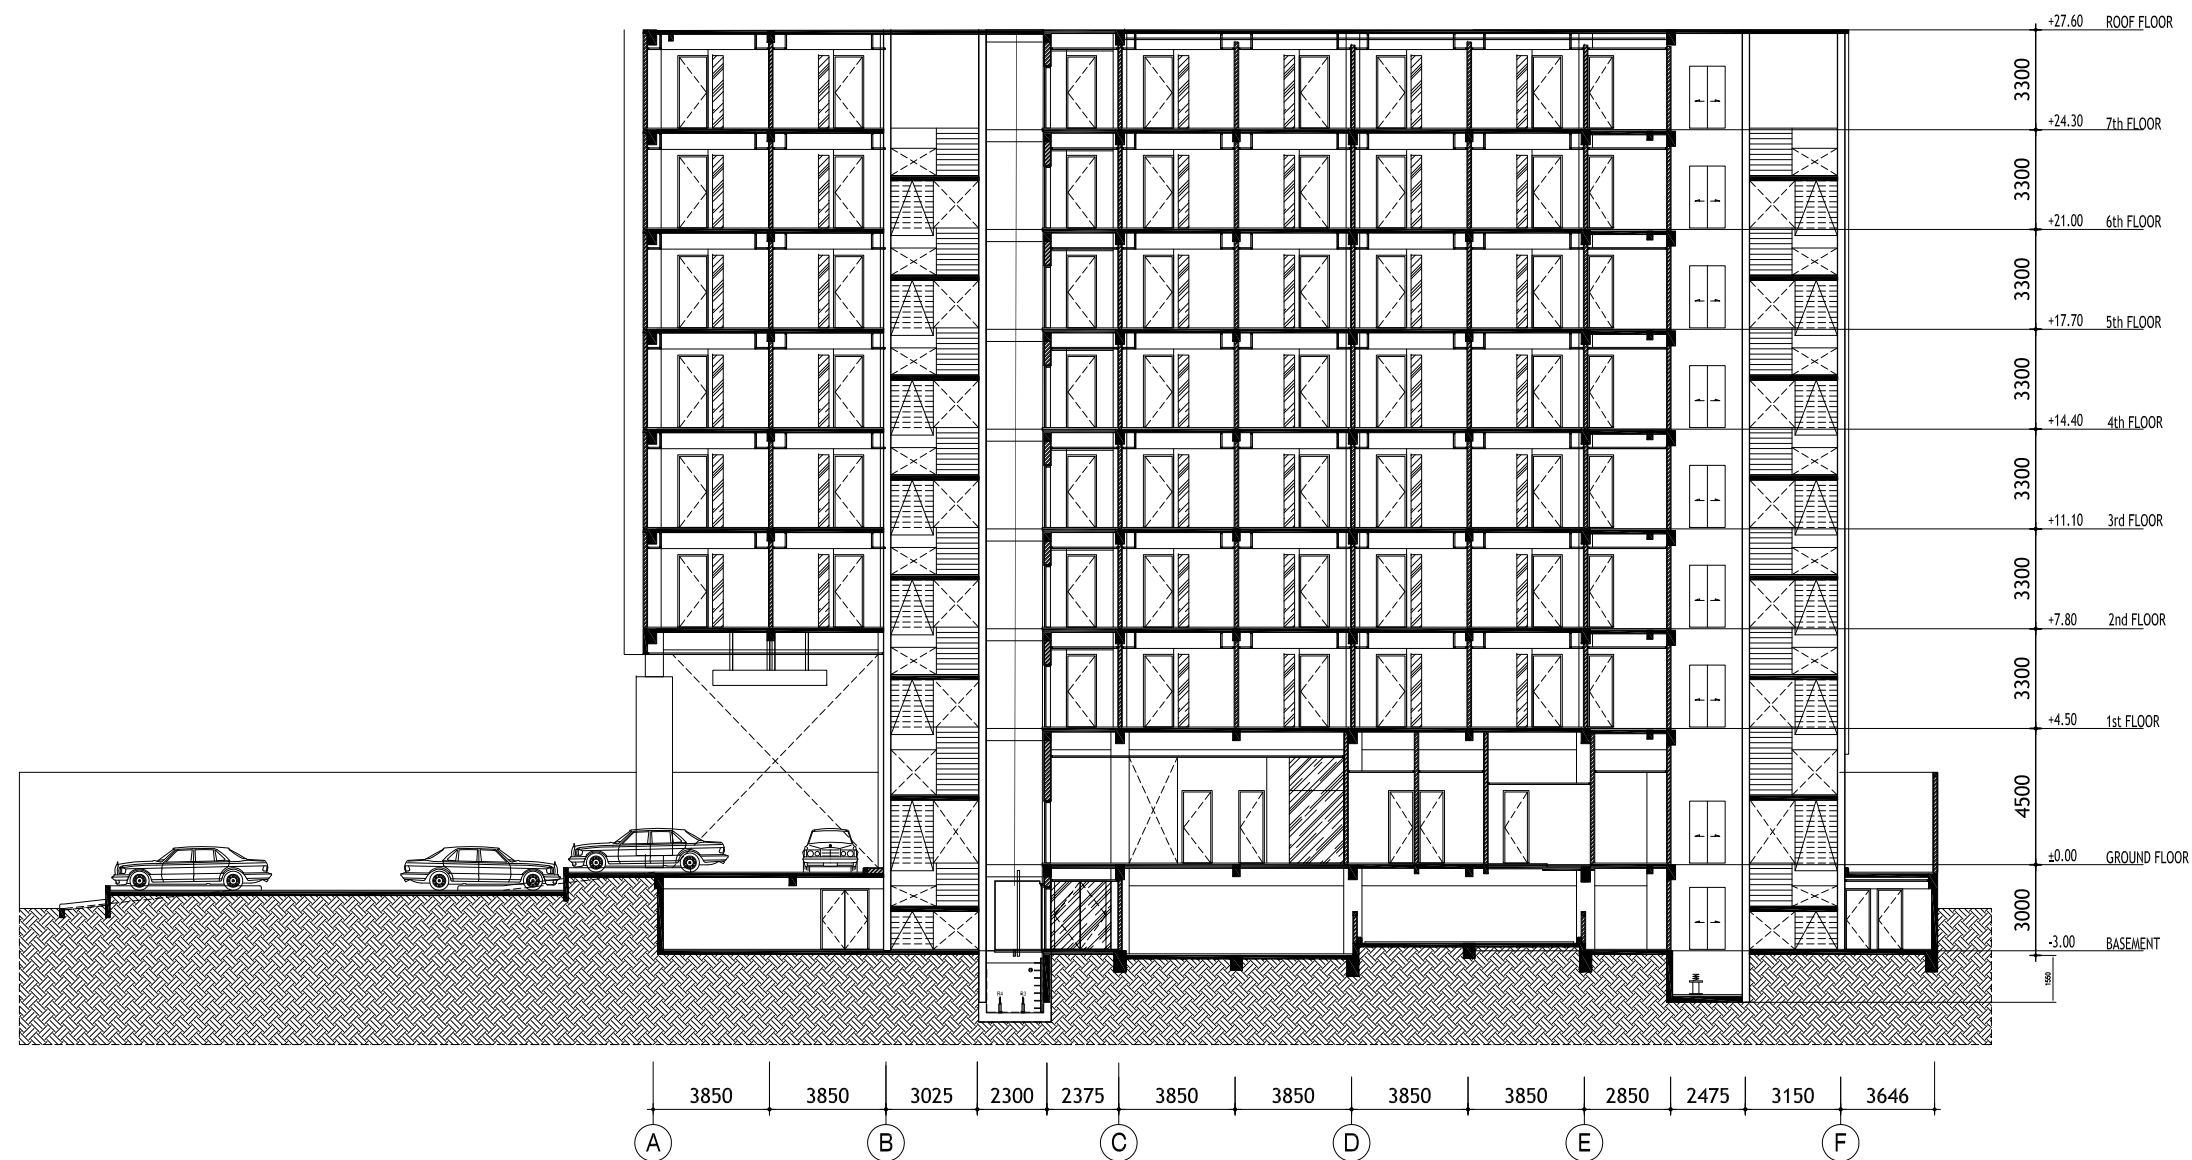 +27.60 ROOF FLOOR
3300
+24.30 7th FLOOR
3300
+21.00 6th FLOOR
3300
+17.70 5th FLOOR
3300
+14.40 4th FLOOR
3300
+11.10 3rd FLOOR
3300
+7.80 2nd FLOOR
3300
+4.50 1st FLOOR
4500
±0.00 GROUND FLOOR
3000
-3.00 BASEMENT
3850 3850 3025 2300 2375 3850 3850 3850 3850 2850 2475 3150 3646
A B C D E F